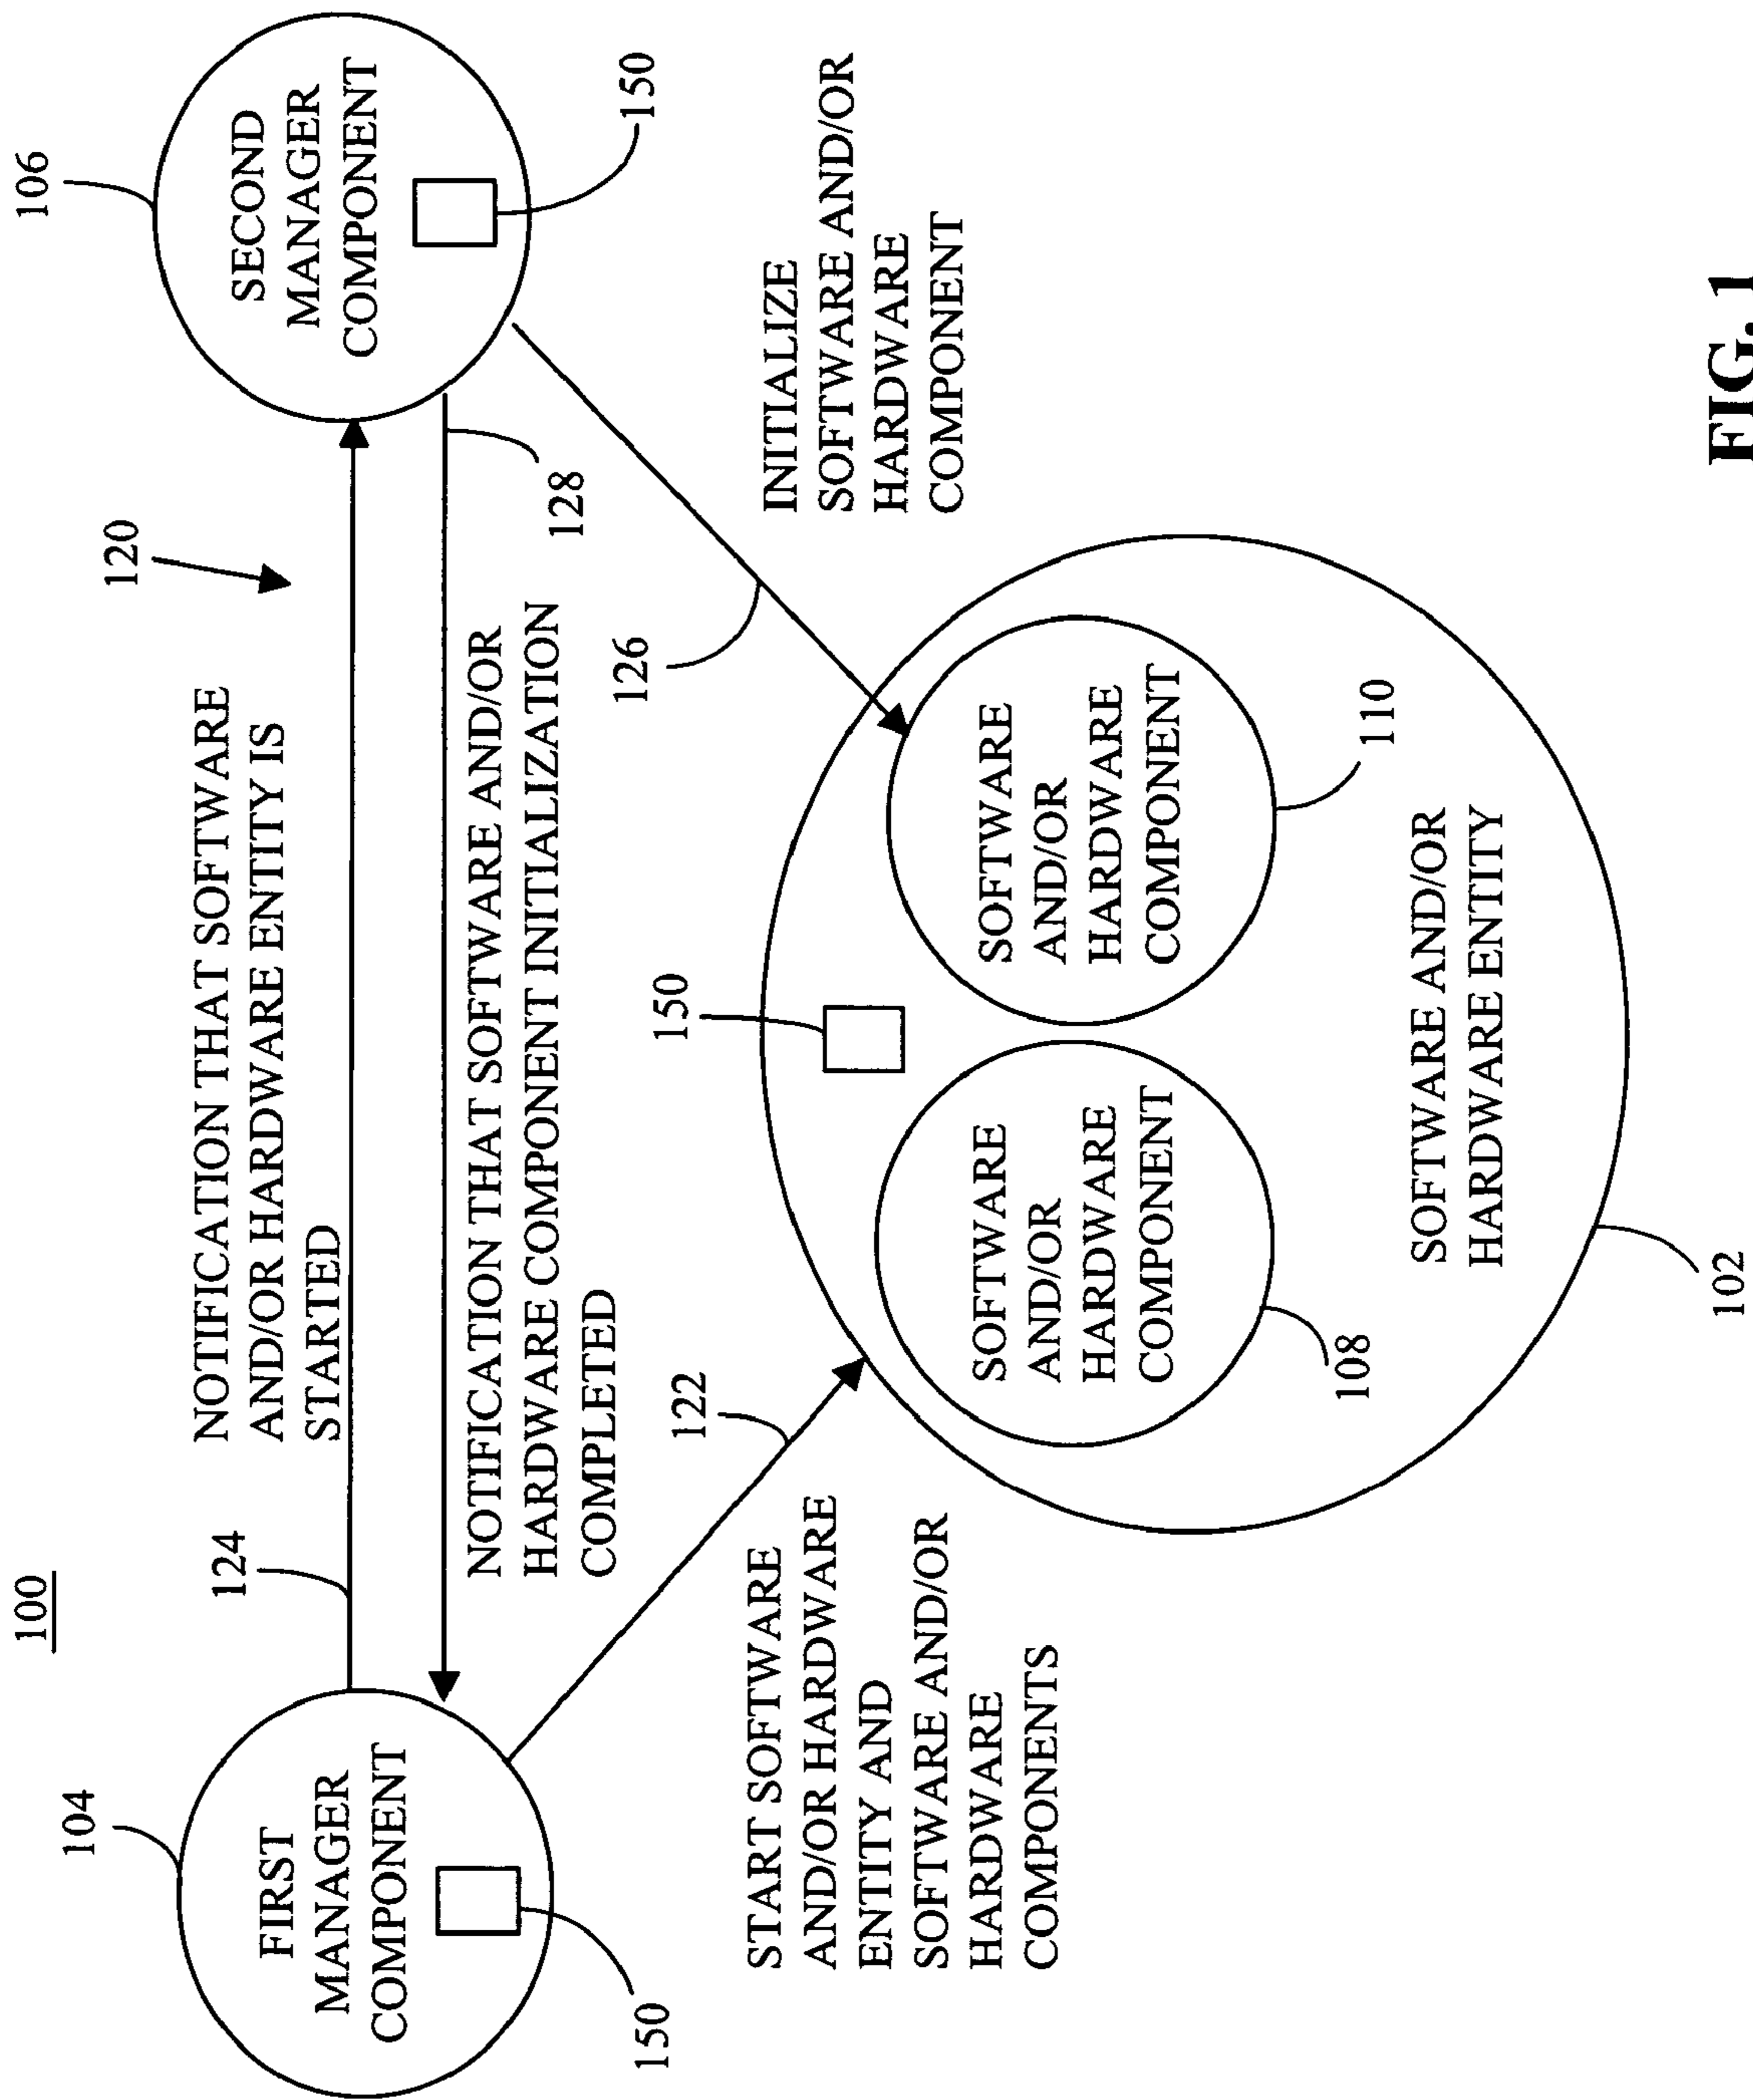 100
104
FIRST
MANAGER
COMPONENT
150
124
NOTIFICATION THAT SOFTWARE
AND/OR HARDWARE ENTITY IS
STARTED
120
106
SECOND
MANAGER
COMPONENT
150
128
NOTIFICATION THAT SOFTWARE AND/OR
HARDWARE COMPONENT INITIALIZATION
COMPLETED
122
START SOFTWARE
AND/OR HARDWARE
ENTITY AND
SOFTWARE AND/OR
HARDWARE
COMPONENTS
126
INITIALIZE
SOFTWARE AND/OR
HARDWARE
COMPONENT
150
SOFTWARE
AND/OR
HARDWARE
COMPONENT
108
SOFTWARE
AND/OR
HARDWARE
COMPONENT
110
SOFTWARE AND/OR
HARDWARE ENTITY
102
FIG. 1